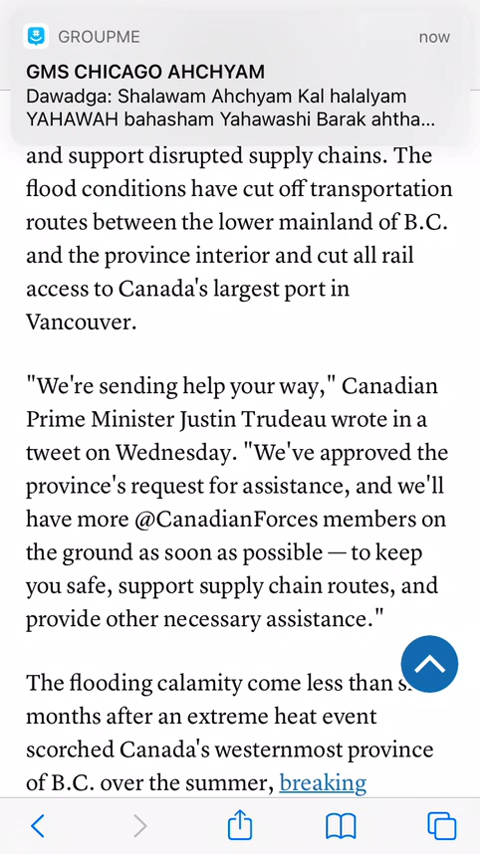 GROUPME
now
GMS CHICAGO AHCHYAM
Dawadga: Shalawam Ahchyam Kal halalyam
YAHAWAH bahasham Yahawashi Barak ahtha...
and support disrupted supply chains. The
flood conditions have cut off transportation
routes between the lower mainland of B.C.
and the province interior and cut all rail
access to Canada's largest port in
Vancouver.
"We're sending help your way," Canadian
Prime Minister Justin Trudeau wrote in a
tweet on Wednesday. "We've approved the
province's request for assistance, and we'll
have more @CanadianForces members on
the ground as soon as possible — to keep
you safe, support supply chain routes, and
provide other necessary assistance."
The flooding calamity come less than
months after an extreme heat event
scorched Canada's westernmost province
of B.C. over the summer, breaking